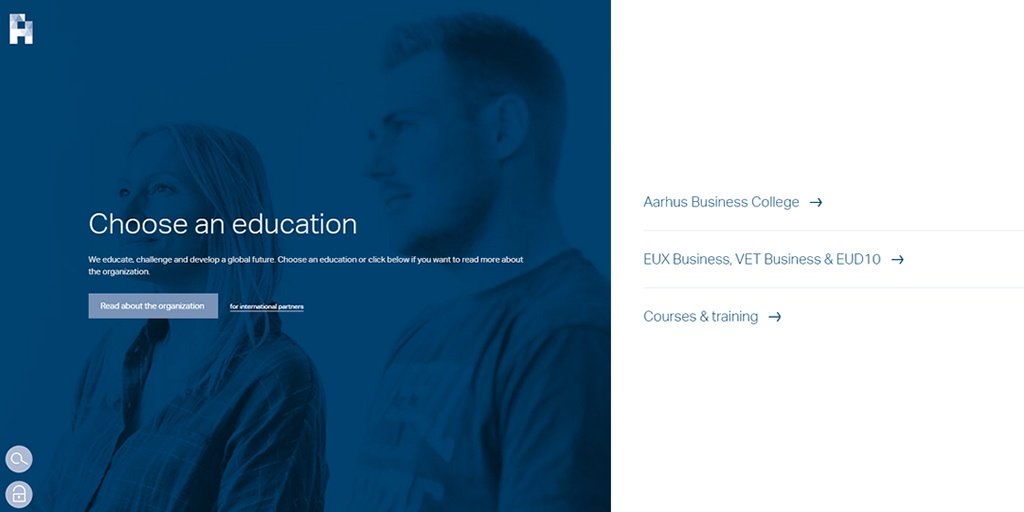 Choose an education
We educate, challenge and develop a global future. Choose an education or click below if you want to read more about
the organization.
Read about the organization
for international partners
Aarhus Business College →
EUX Business, VET Business & EUD10 →
Courses & training →